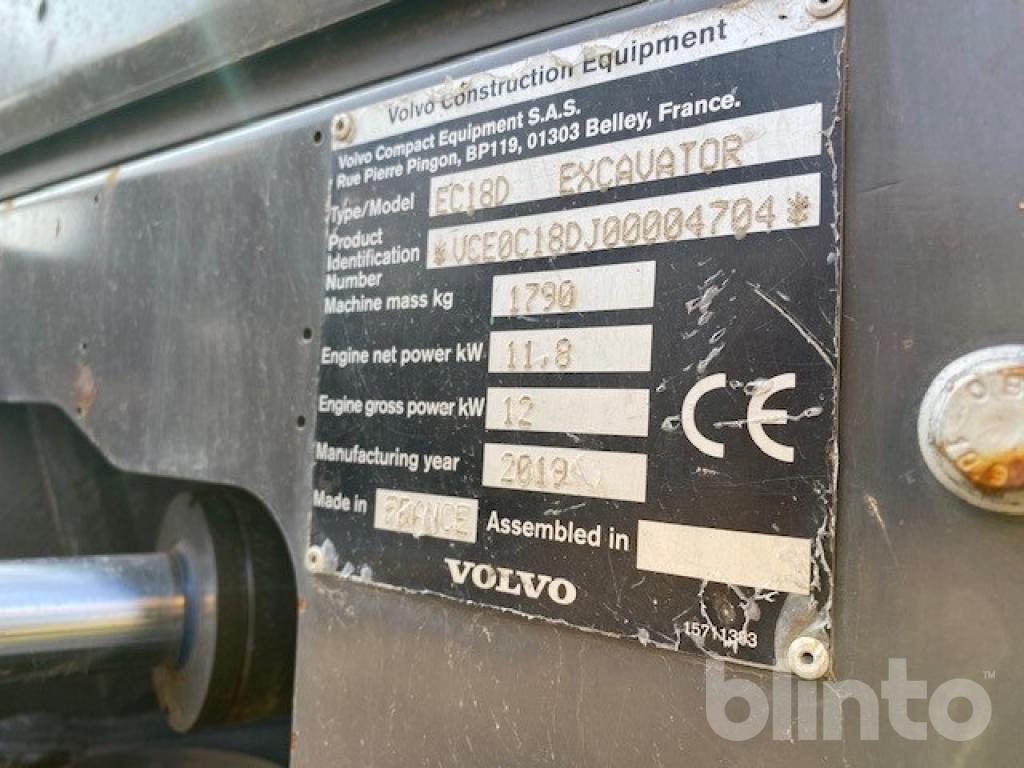 Volvo Construction Equipment
Volvo Compact Equipment S.A.S.
Rue Pierre Pingon, BP119, 01303 Belley, France.
Type/Model EC18D EXCAVATOR
Product
Identification
Number *VCE0C18DJ00004704*
Machine mass kg 1790
Engine net power kW 11,8
Engine gross power kW 12
Manufacturing year 2019
Made in FRANCE Assembled in
CE
VOLVO
15711383
blinto™